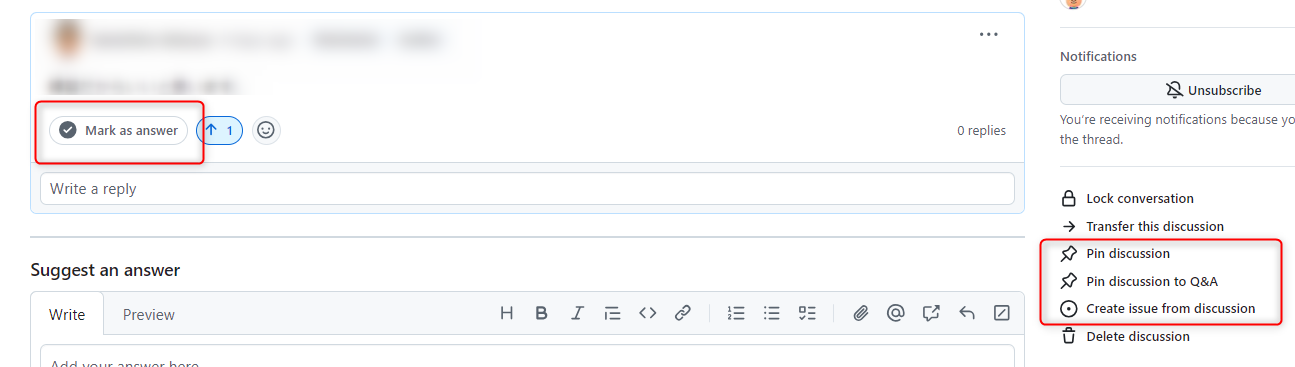 Mark as answer
1
0 replies
Write a reply
Suggest an answer
Write
Preview
Add your answer here
Notifications
Unsubscribe
You're receiving notifications because yo
the thread.
Lock conversation
Transfer this discussion
Pin discussion
Pin discussion to Q&A
Create issue from discussion
Delete discussion